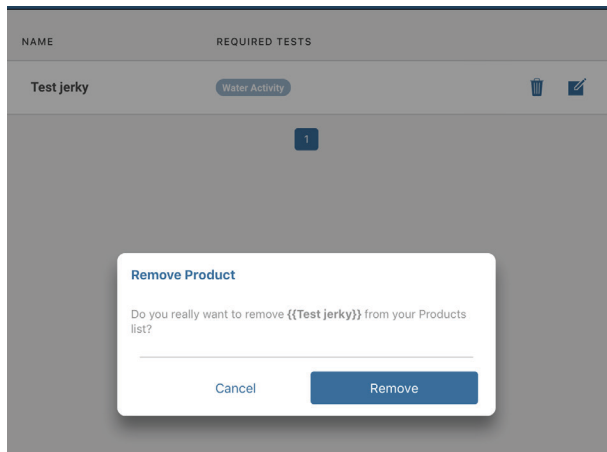 NAME REQUIRED TESTS
Test jerky Water Activity
1
Remove Product
Do you really want to remove {{Test jerky}} from your Products
list?
Cancel Remove